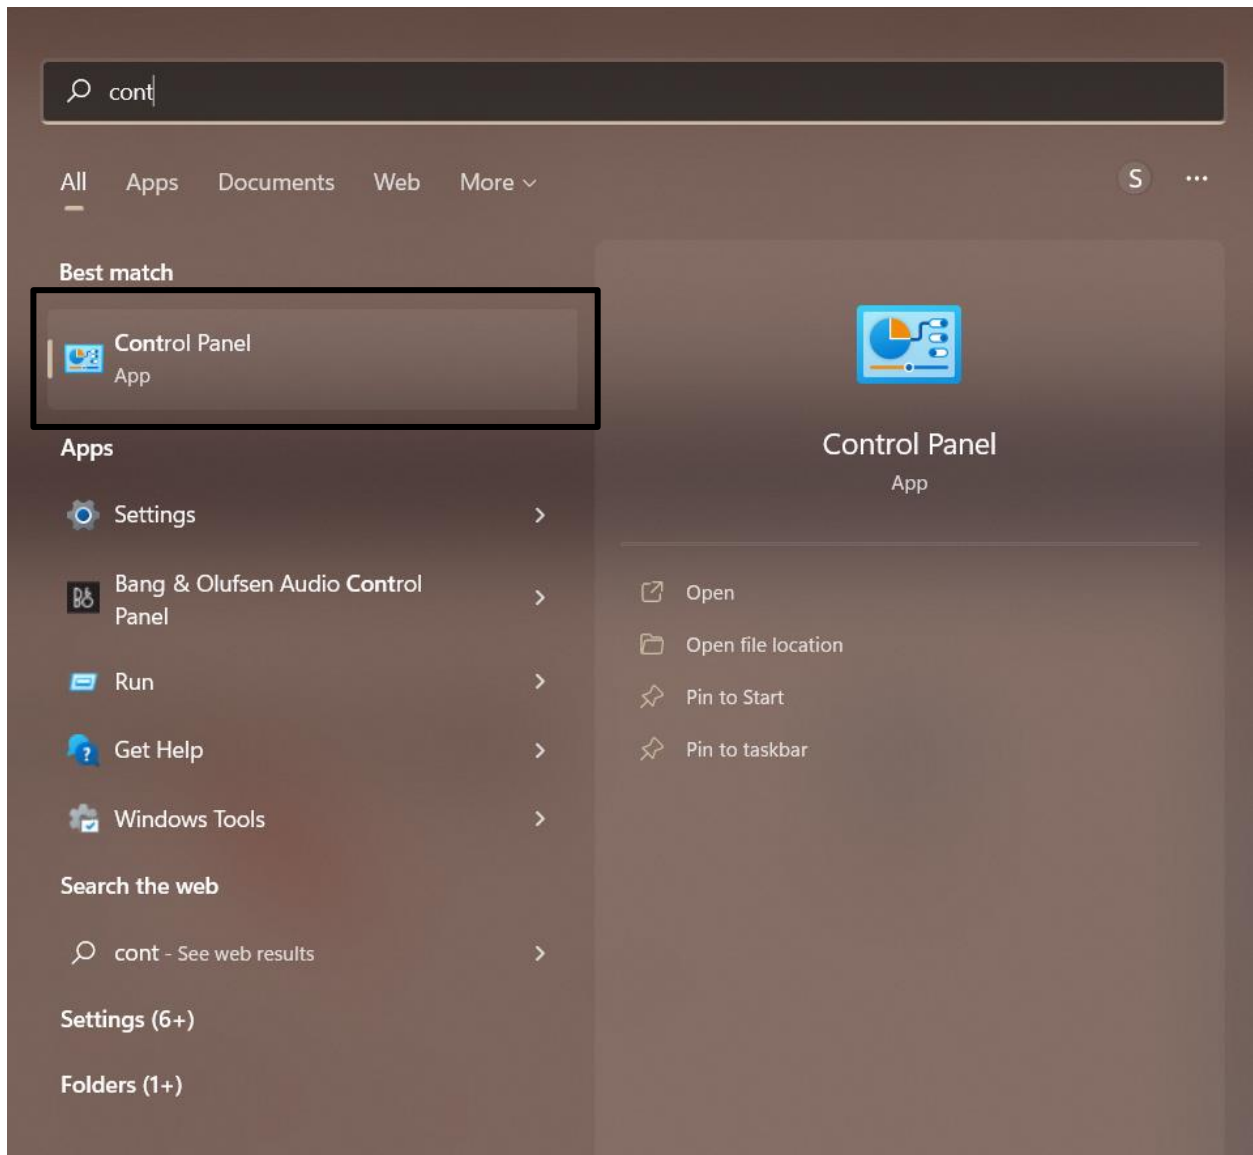 cont
All Apps Documents Web More
S ...
Best match
Control Panel
App
Apps
Settings
Bang & Olufsen Audio Control
Panel
Run
Get Help
Windows Tools
Search the web
cont - See web results
Settings (6+)
Folders (1+)
Control Panel
App
Open
Open file location
Pin to Start
Pin to taskbar